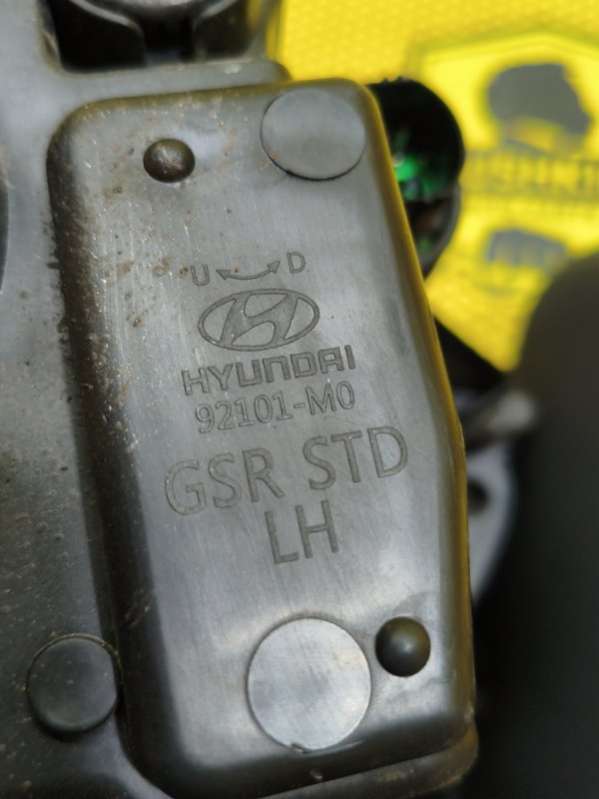 U D
HYUNDAI
92101-M0
GSR STD
LH